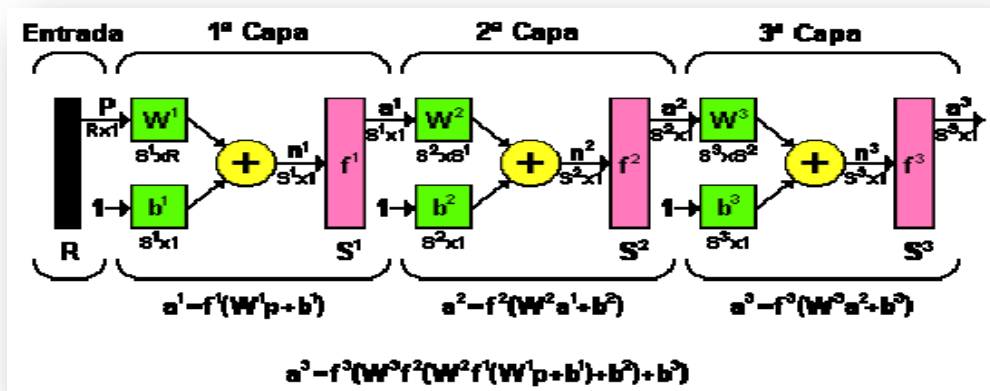 Entrada 1ª Capa 2ª Capa 3ª Capa
P a¹ a² a³
W¹ W² W³
Rx1 S¹x1 S²x1 S³x1
S¹xR S²xS¹ S³xS²
+ n¹ f¹ + n² f² + n³ f³
S¹x1 S²x1 S³x1
1 b¹ 1 b² 1 b³
S¹x1 S²x1 S³x1
R S¹ S² S³
a¹=f¹(W¹p+b¹) a²=f²(W²a¹+b²) a³=f³(W³a²+b³)
a³=f³(W³f²(W²f¹(W¹p+b¹)+b²)+b³)